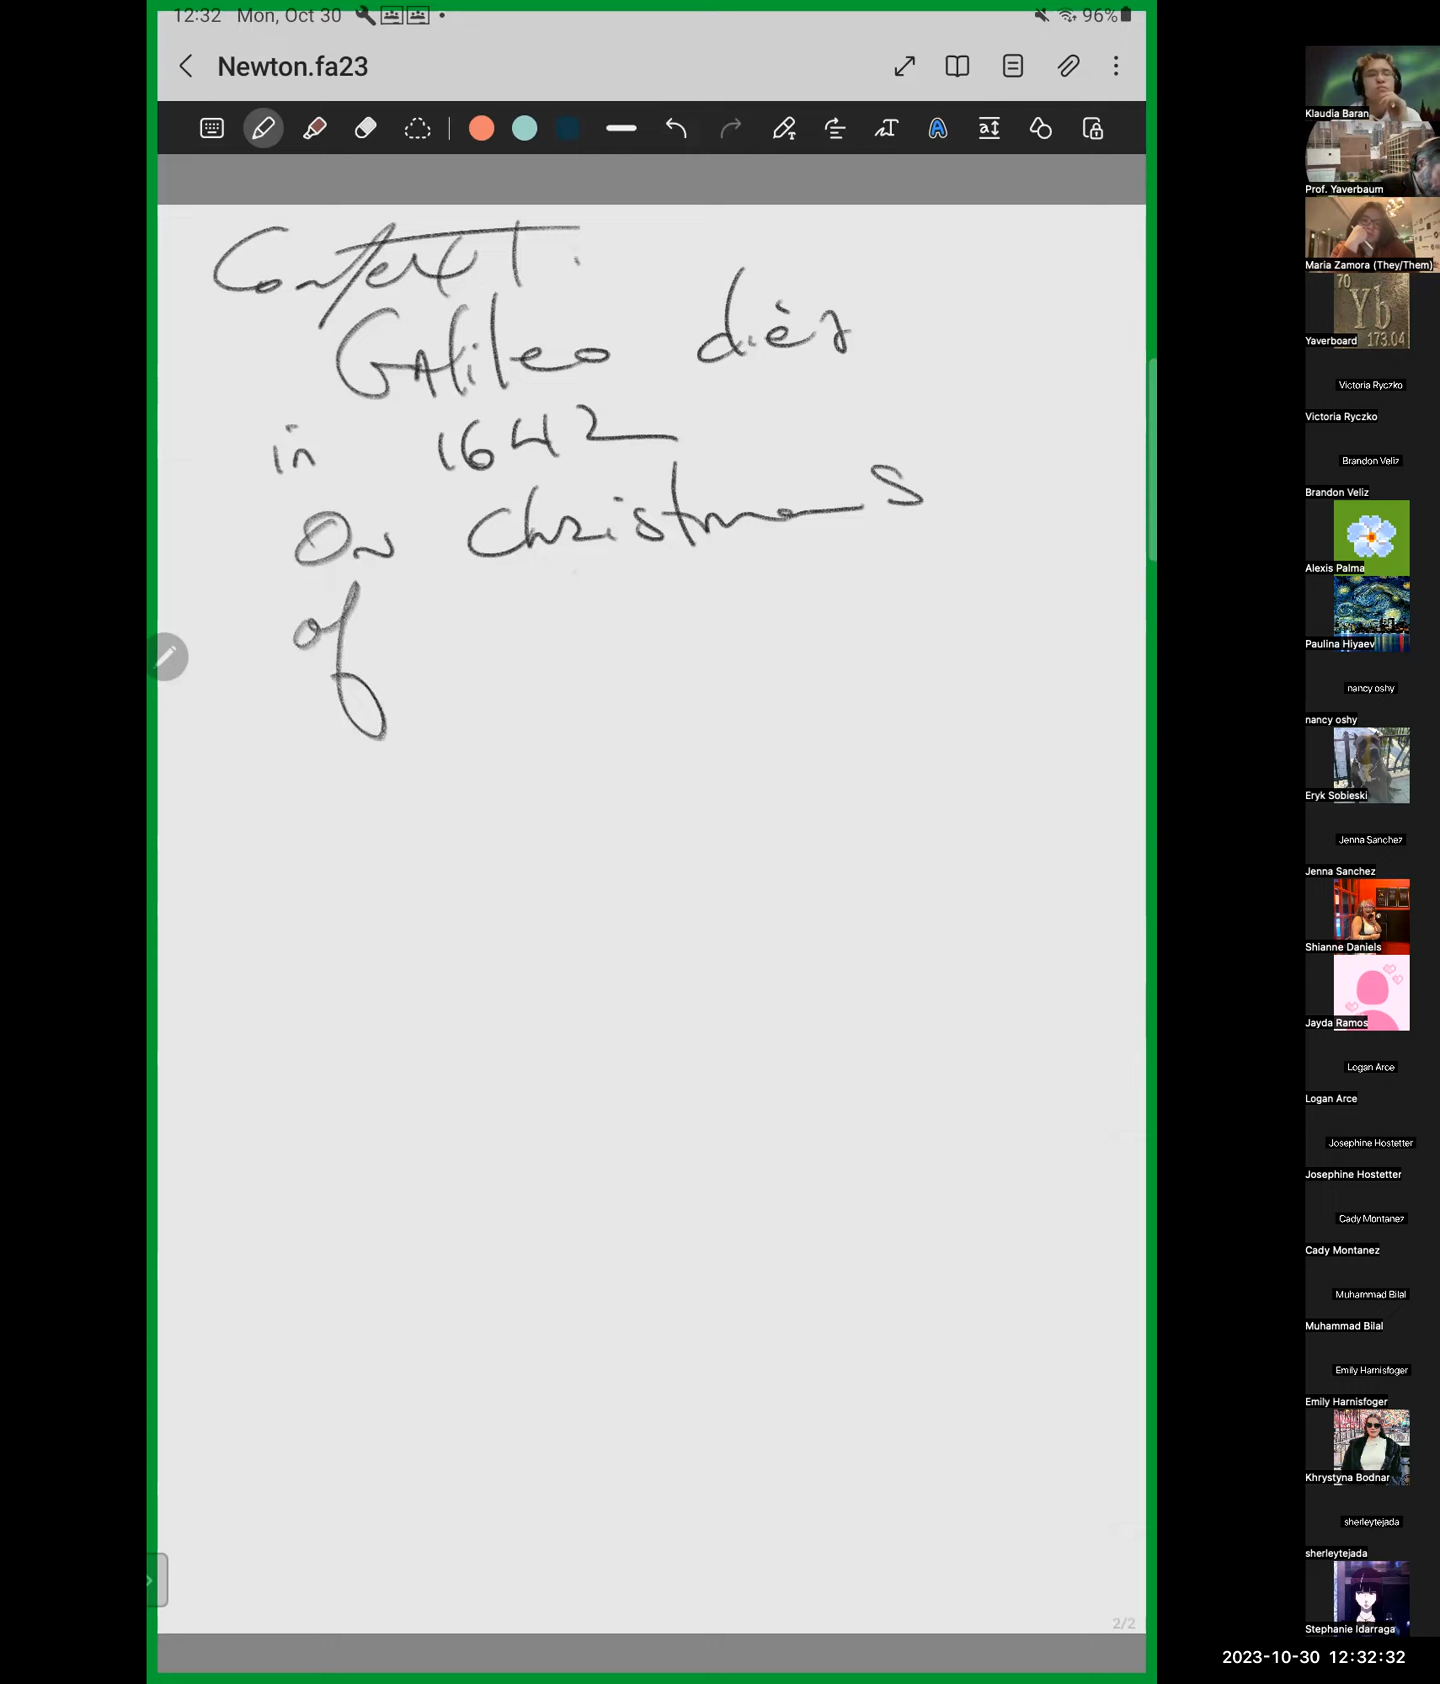 12:32 Mon, Oct 30
96%
Newton.fa23
Context:
Galileo dies
in 1642
On Christmas
of
2/2
Klaudia Baran
Prof. Yaverbaum
Maria Zamora (They/Them)
70
Yb
173.04
Yaverboard
Victoria Ryczko
Victoria Ryczko
Brandon Veliz
Brandon Veliz
Alexis Palma
Paulina Hiyaev
nancy oshy
nancy oshy
Eryk Sobieski
Jenna Sanchez
Jenna Sanchez
Shianne Daniels
Jayda Ramos
Logan Arce
Logan Arce
Josephine Hostetter
Josephine Hostetter
Cady Montanez
Cady Montanez
Muhammad Bilal
Muhammad Bilal
Emily Harnisfoger
Emily Harnisfoger
Khrystyna Bodnar
sherleytejada
sherleytejada
Stephanie Idarraga
2023-10-30 12:32:32